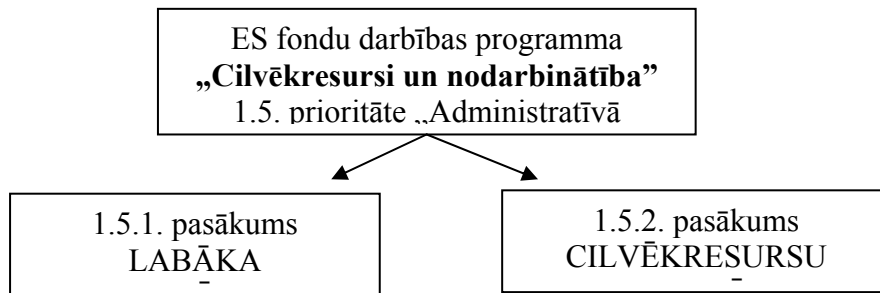 ES fondu darbības programma
„Cilvēkresursi un nodarbinātība”
1.5. prioritāte „Administratīvā
1.5.1. pasākums
LABĀKA
1.5.2. pasākums
CILVĒKRESURSU